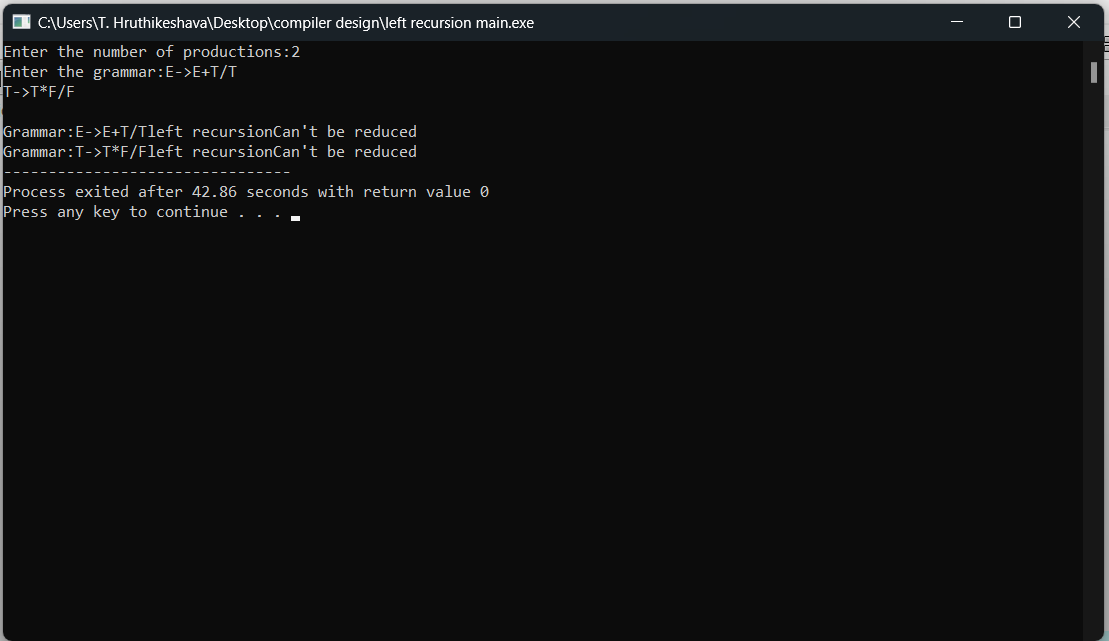 C:\Users\T. Hruthikeshava\Desktop\compiler design\left recursion main.exe
Enter the number of productions:2
Enter the grammar:E->E+T/T
T->T*F/F
Grammar:E->E+T/Tleft recursionCan't be reduced
Grammar:T->T*F/Fleft recursionCan't be reduced
--------------------------------
Process exited after 42.86 seconds with return value 0
Press any key to continue . . .